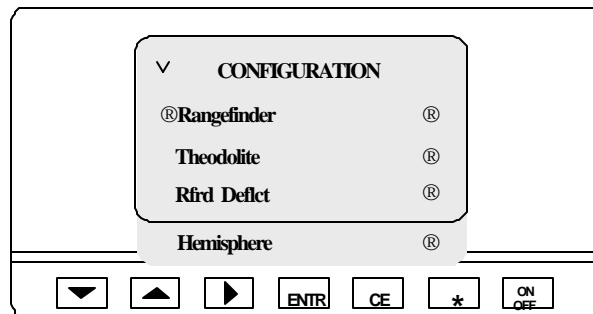 ∨ CONFIGURATION
®Rangefinder ®
Theodolite ®
Rfrd Deflct ®
Hemisphere ®
ENTR CE * ON OFF